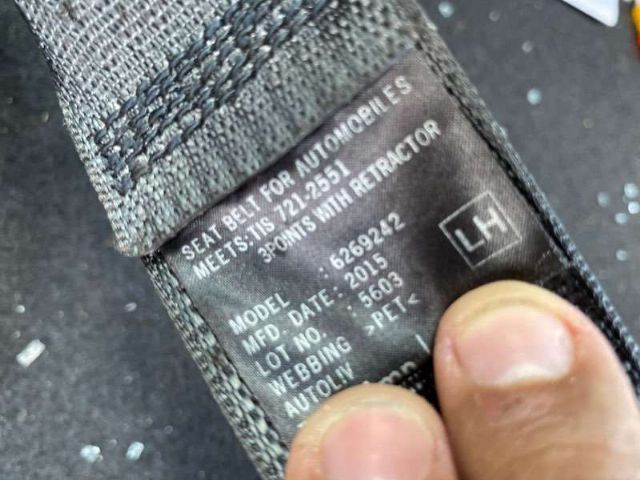 SEAT BELT FOR AUTOMOBILES
MEETS:TIS 721-2551
3POINTS WITH RETRACTOR
MODEL : 6269242
MFD. DATE: 2015
LOT NO. : 5603
WEBBING >PET<
AUTOLIV
LH